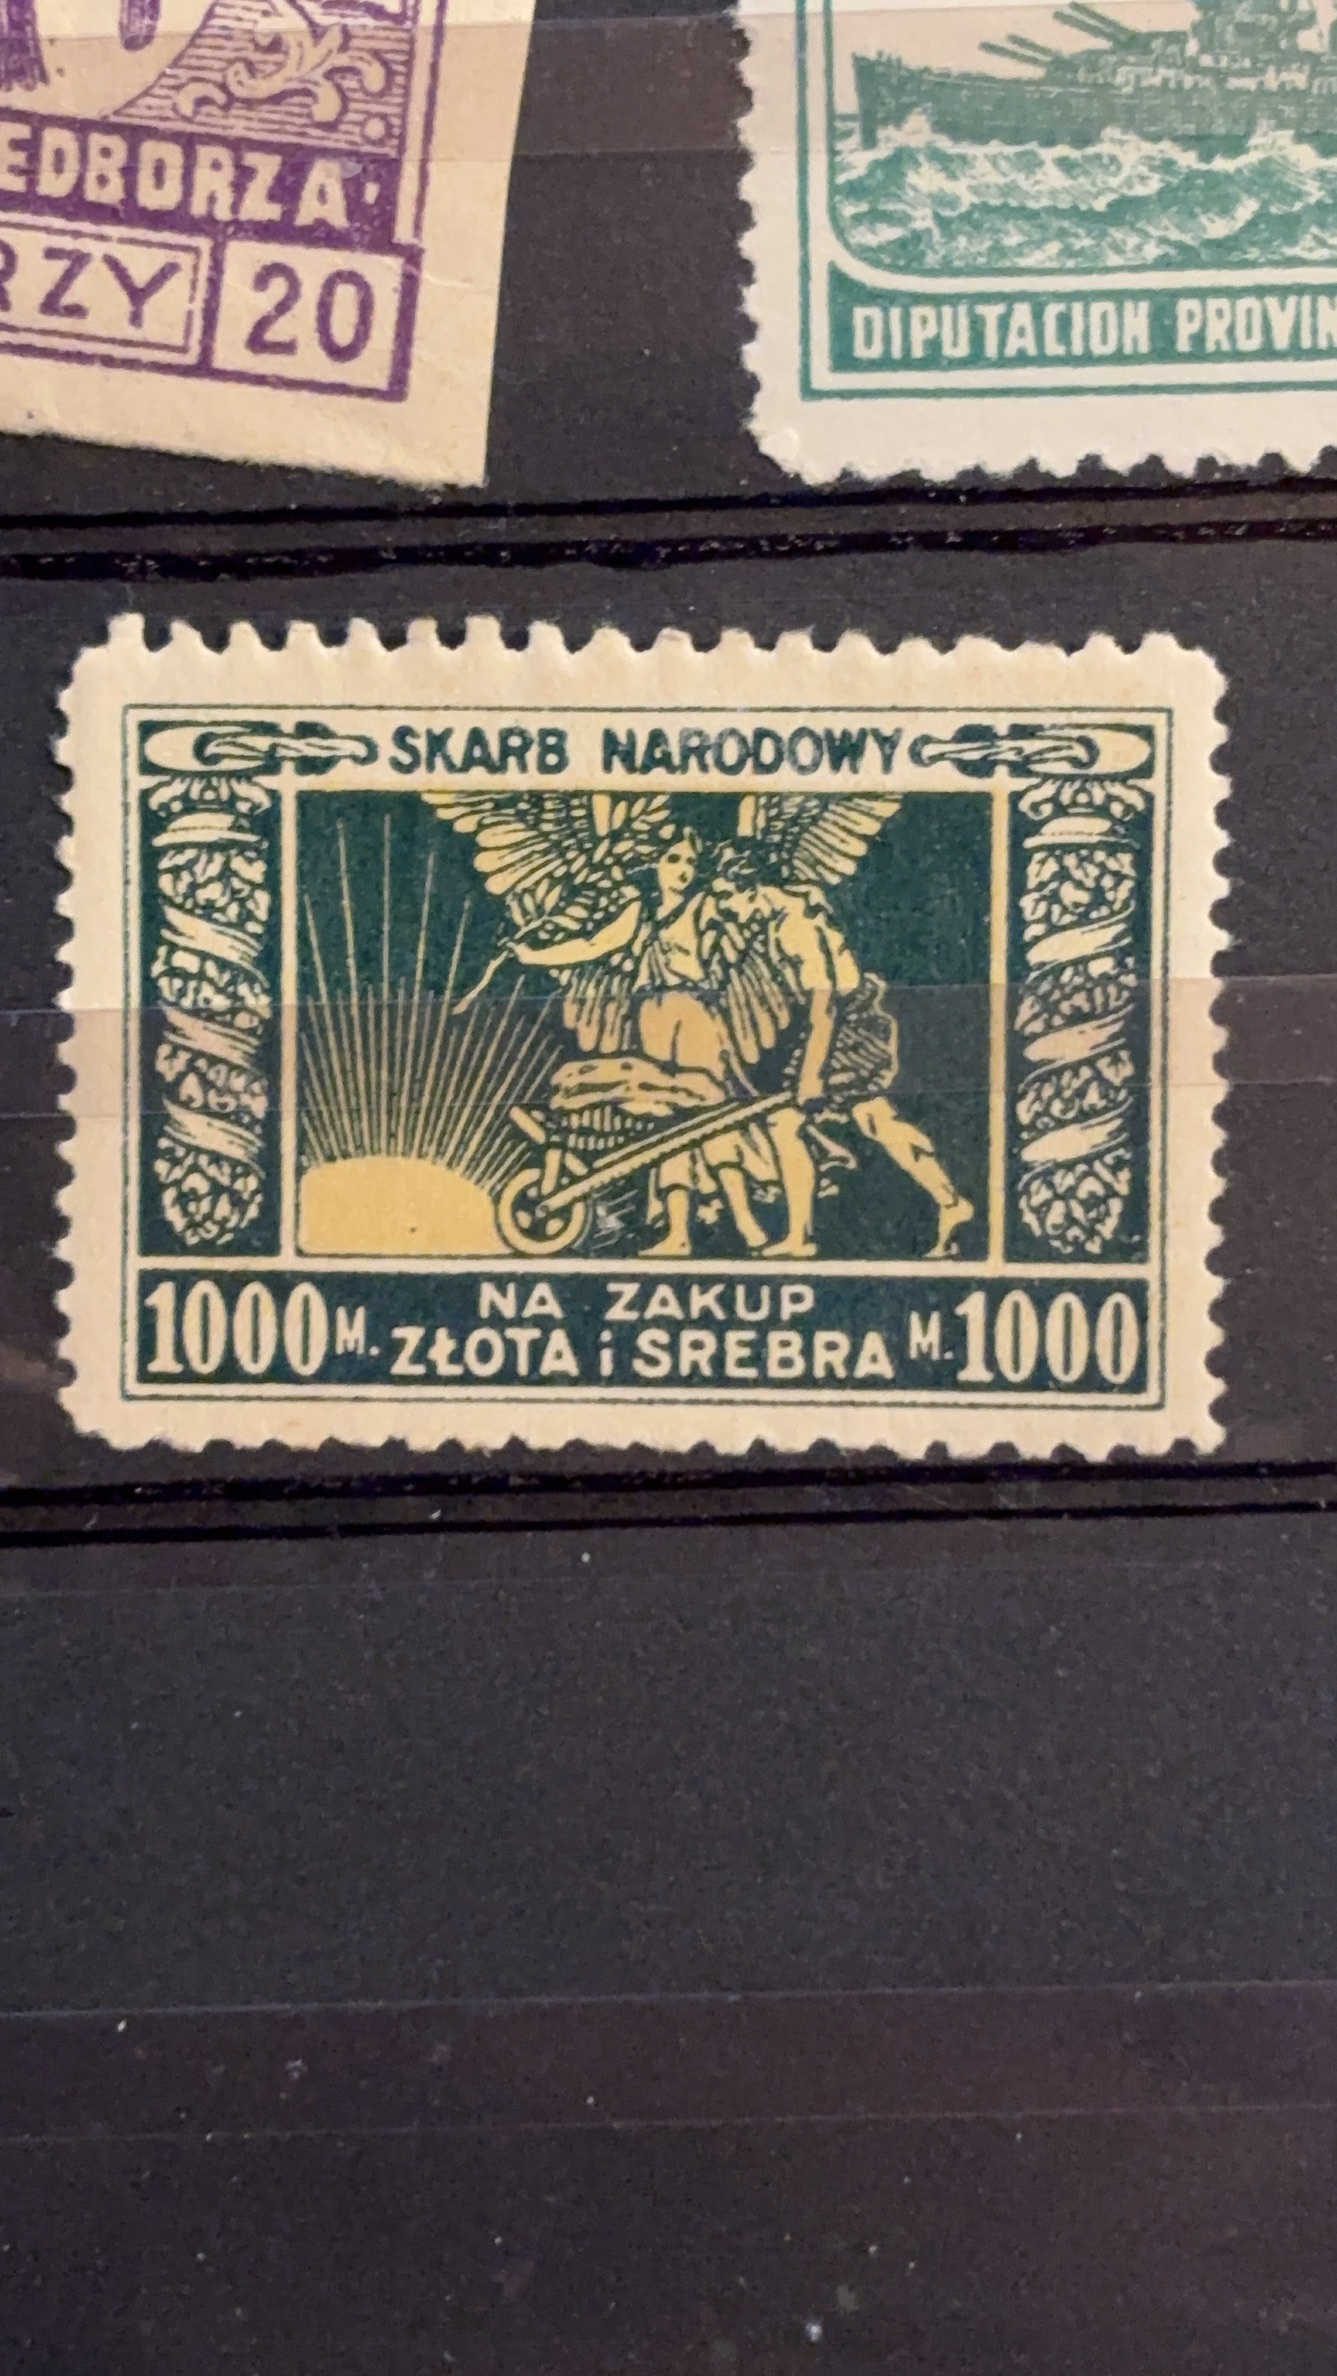 EDBORZA
RZY 20
DIPUTACION PROVIN
SKARB NARODOWY
1000 M. NA ZAKUP M. 1000
ZŁOTA i SREBRA